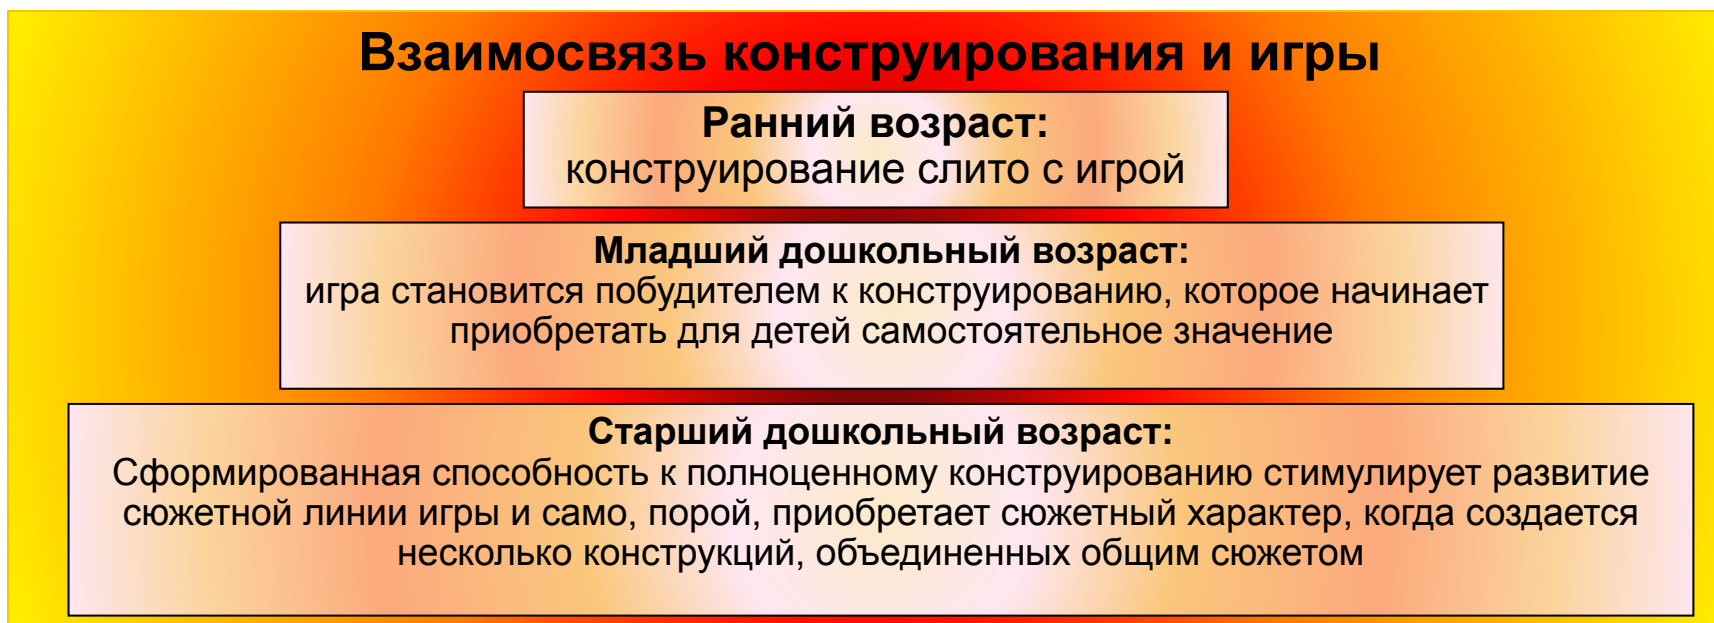 Взаимосвязь конструирования и игры
Ранний возраст:
конструирование слито с игрой
Младший дошкольный возраст:
игра становится побудителем к конструированию, которое начинает
приобретать для детей самостоятельное значение
Старший дошкольный возраст:
Сформированная способность к полноценному конструированию стимулирует развитие
сюжетной линии игры и само, порой, приобретает сюжетный характер, когда создается
несколько конструкций, объединенных общим сюжетом